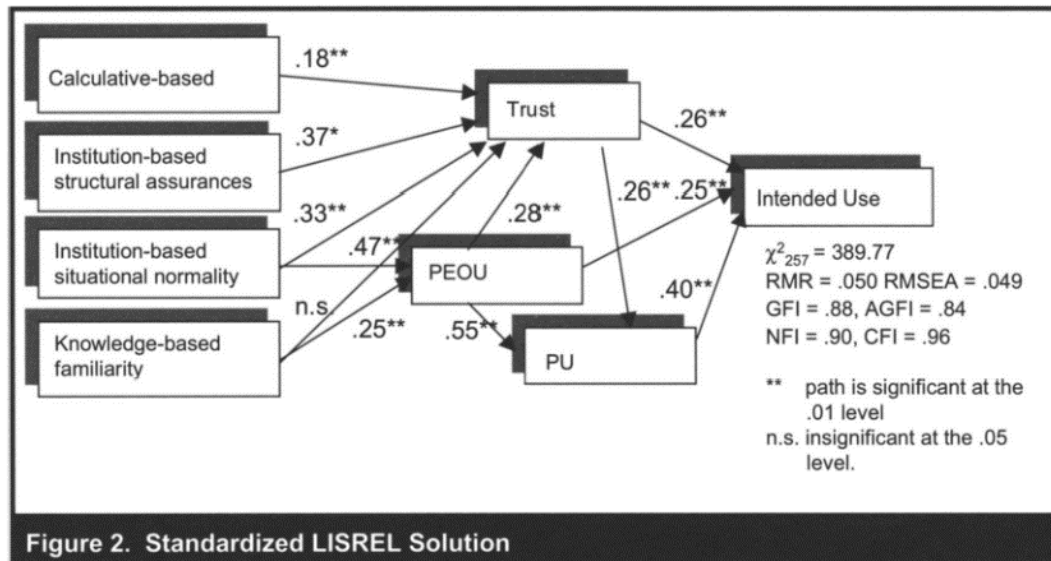 Calculative-based
.18**
Trust
.26**
Institution-based
structural assurances
.37*
.26**
.25**
Intended Use
Institution-based
situational normality
.33**
.47**
.28**
PEOU
χ²257 = 389.77
RMR = .050 RMSEA = .049
GFI = .88, AGFI = .84
NFI = .90, CFI = .96
n.s.
.40**
Knowledge-based
familiarity
.25**
.55**
PU
** path is significant at the
.01 level
n.s. insignificant at the .05
level.
Figure 2. Standardized LISREL Solution